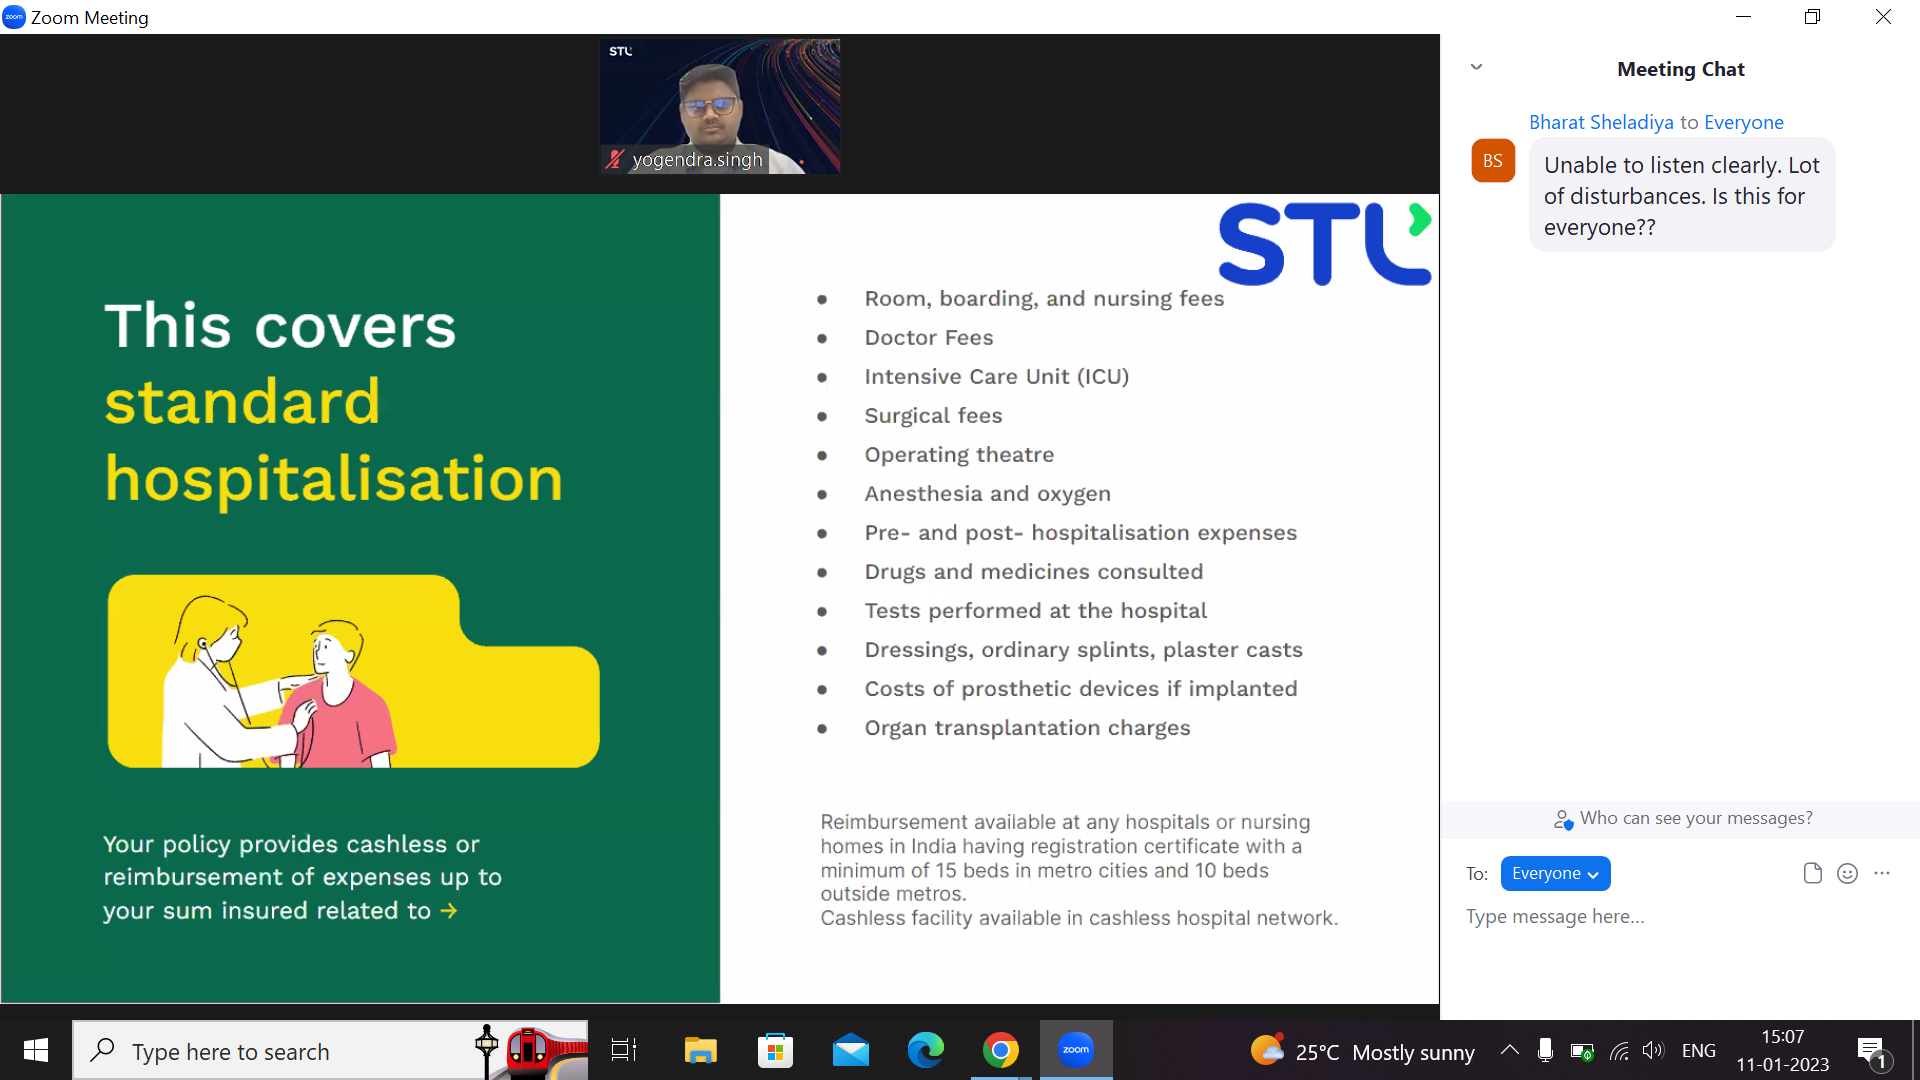 Zoom Meeting
STL
yogendra.singh
This covers
standard
hospitalisation
Your policy provides cashless or
reimbursement of expenses up to
your sum insured related to →
STL
• Room, boarding, and nursing fees
• Doctor Fees
• Intensive Care Unit (ICU)
• Surgical fees
• Operating theatre
• Anesthesia and oxygen
• Pre- and post- hospitalisation expenses
• Drugs and medicines consulted
• Tests performed at the hospital
• Dressings, ordinary splints, plaster casts
• Costs of prosthetic devices if implanted
• Organ transplantation charges
Reimbursement available at any hospitals or nursing
homes in India having registration certificate with a
minimum of 15 beds in metro cities and 10 beds
outside metros.
Cashless facility available in cashless hospital network.
Meeting Chat
Bharat Sheladiya to Everyone
BS
Unable to listen clearly. Lot
of disturbances. Is this for
everyone??
Who can see your messages?
To: Everyone
Type message here...
Type here to search
zoom
25°C Mostly sunny
ENG
15:07
11-01-2023
1